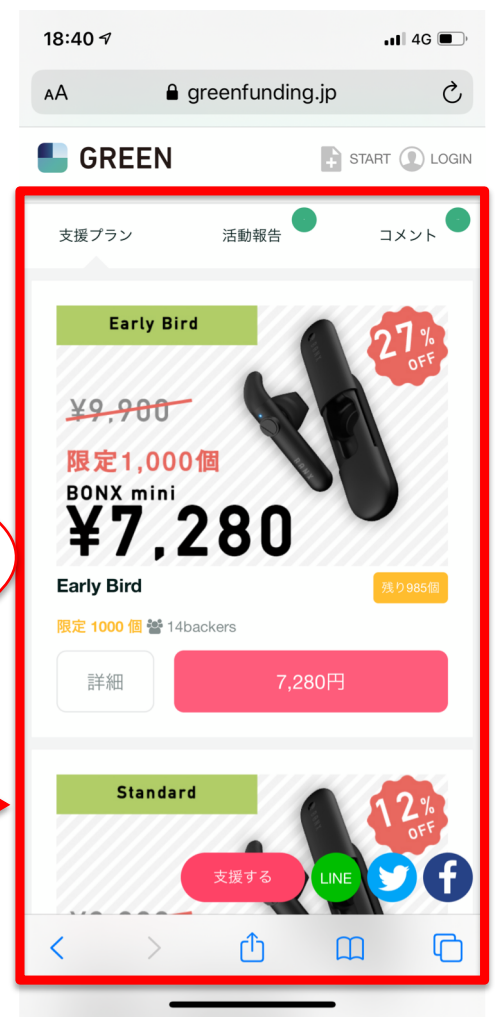 18:40
4G
AA greenfunding.jp
GREEN START LOGIN
支援プラン 活動報告 コメント
Early Bird
27% OFF
¥9,900
限定1,000個
BONX mini
¥7,280
Early Bird
残り985個
限定 1000 個 14backers
詳細 7,280円
Standard
12% OFF
支援する LINE